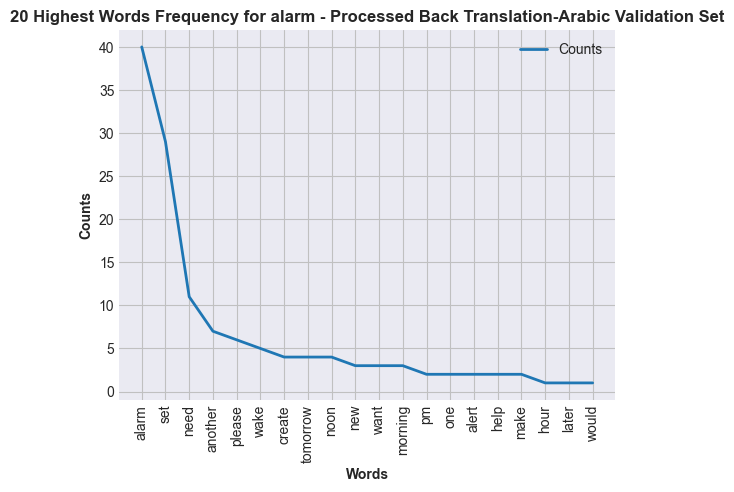 20 Highest Words Frequency for alarm - Processed Back Translation-Arabic Validation Set
Counts
40
35
30
25
20
15
10
5
0
Counts
alarm
set
need
another
please
wake
create
tomorrow
noon
new
want
morning
pm
one
alert
help
make
hour
later
would
Words